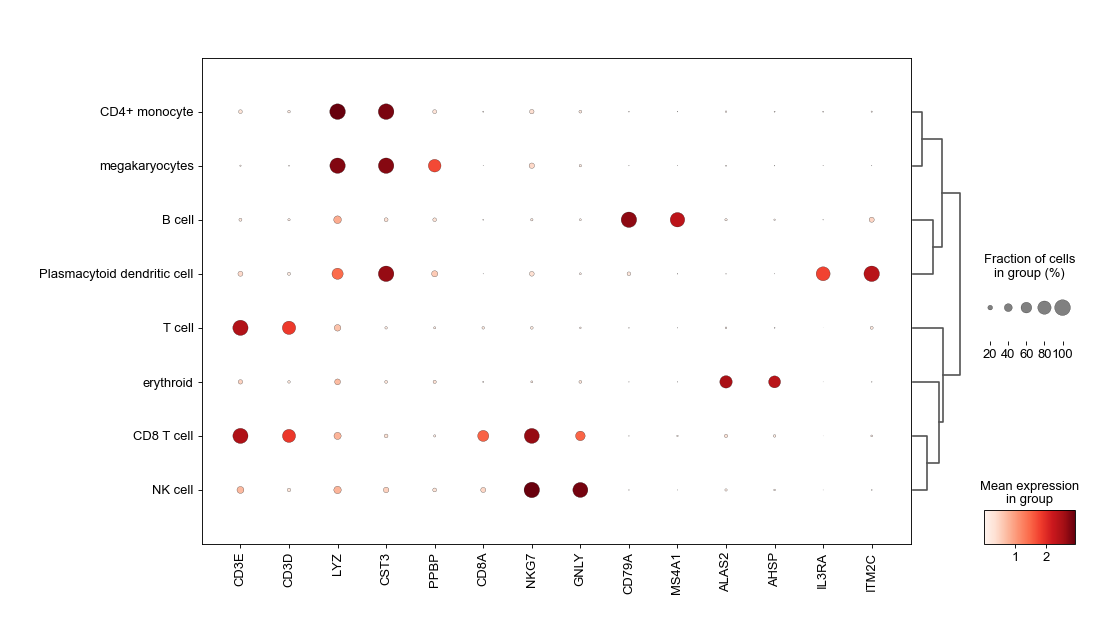 CD4+ monocyte
megakaryocytes
B cell
Plasmacytoid dendritic cell
T cell
erythroid
CD8 T cell
NK cell
CD3E
CD3D
LYZ
CST3
PPBP
CD8A
NKG7
GNLY
CD79A
MS4A1
ALAS2
AHSP
IL3RA
ITM2C
Fraction of cells
in group (%)
20 40 60 80 100
Mean expression
in group
1 2